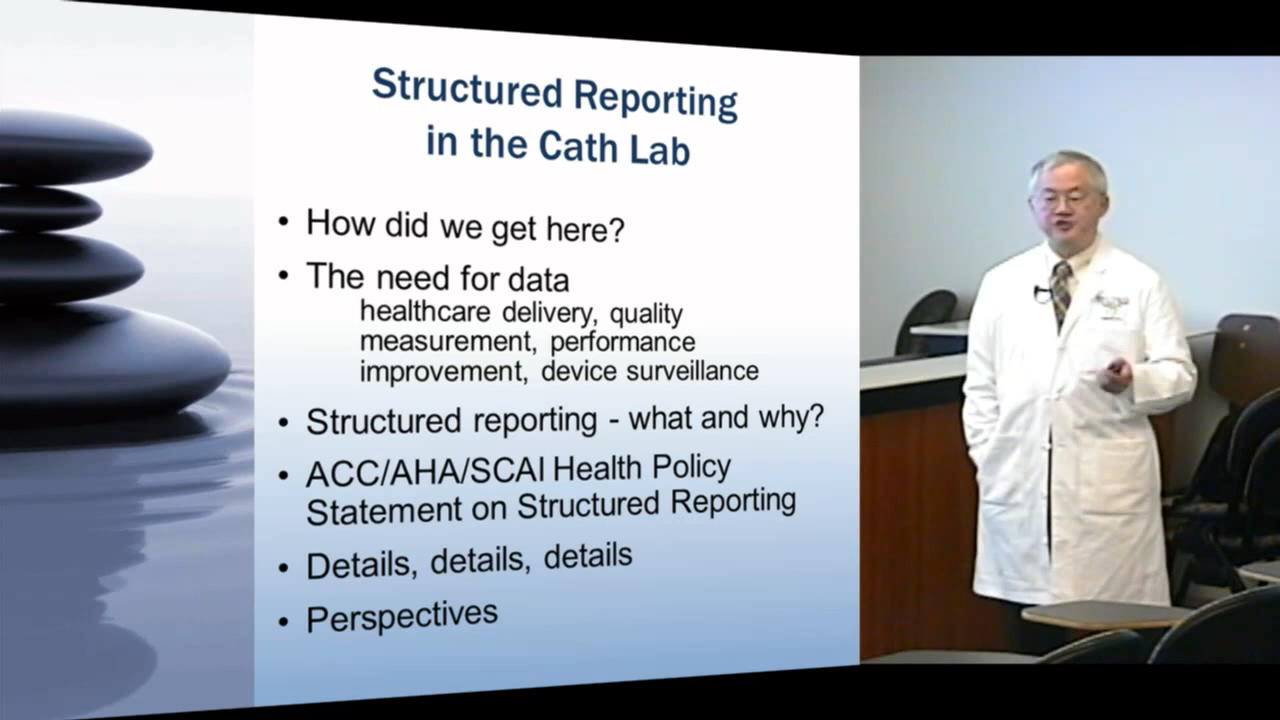 Structured Reporting
in the Cath Lab
• How did we get here?
• The need for data
healthcare delivery, quality
measurement, performance
improvement, device surveillance
• Structured reporting - what and why?
• ACC/AHA/SCAI Health Policy
Statement on Structured Reporting
• Details, details, details
• Perspectives